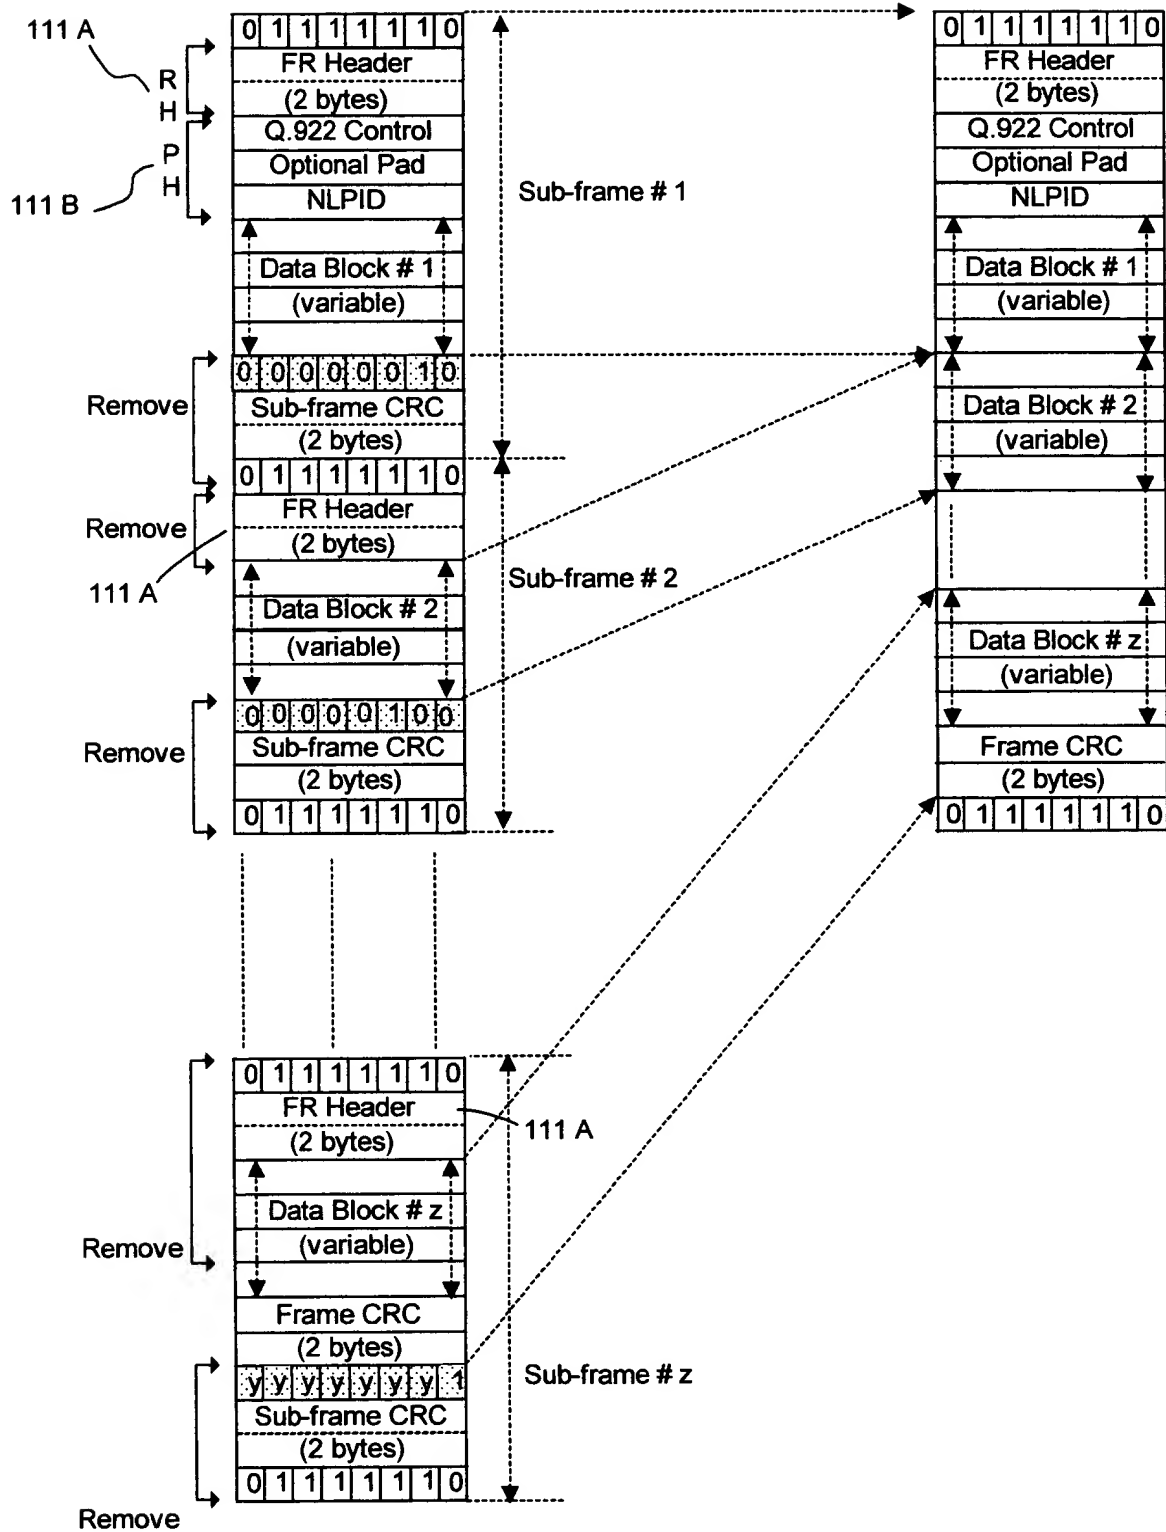 111 A
R
H
P
H
111 B
0 1 1 1 1 1 1 0
FR Header
(2 bytes)
Q.922 Control
Optional Pad
NLPID
Data Block # 1
(variable)
0 0 0 0 0 0 1 0
Sub-frame CRC
(2 bytes)
0 1 1 1 1 1 1 0
FR Header
(2 bytes)
Data Block # 2
(variable)
0 0 0 0 0 1 0 0
Sub-frame CRC
(2 bytes)
0 1 1 1 1 1 1 0
Remove
Remove
111 A
Remove
Sub-frame # 1
Sub-frame # 2
0 1 1 1 1 1 1 0
FR Header
(2 bytes)
111 A
Data Block # z
(variable)
Remove
Frame CRC
(2 bytes)
y y y y y y y 1
Sub-frame CRC
(2 bytes)
0 1 1 1 1 1 1 0
Remove
Sub-frame # z
0 1 1 1 1 1 1 0
FR Header
(2 bytes)
Q.922 Control
Optional Pad
NLPID
Data Block # 1
(variable)
Data Block # 2
(variable)
Data Block # z
(variable)
Frame CRC
(2 bytes)
0 1 1 1 1 1 1 0